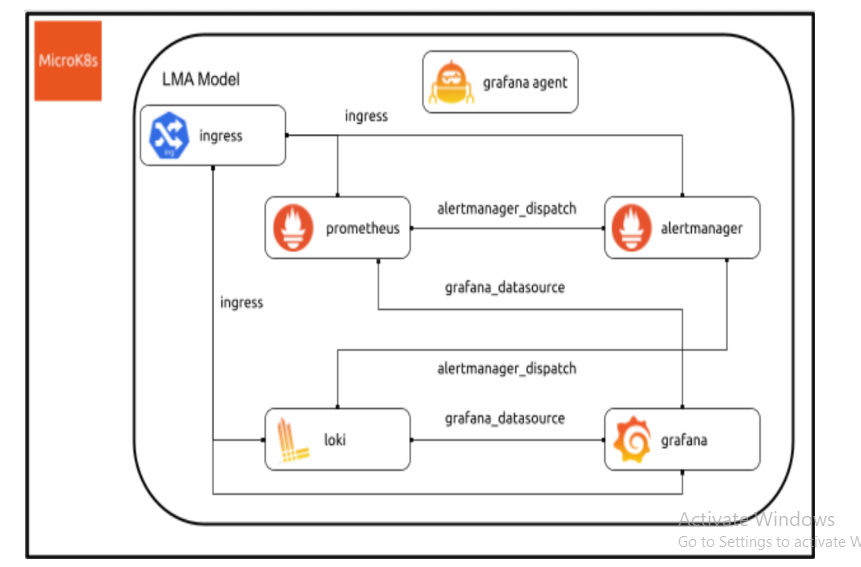 MicroK8s
LMA Model
grafana agent
ingress
ingress
ing
prometheus
alertmanager_dispatch
alertmanager
grafana_datasource
ingress
alertmanager_dispatch
grafana_datasource
loki
grafana
Activate Windows
Go to Settings to activate W